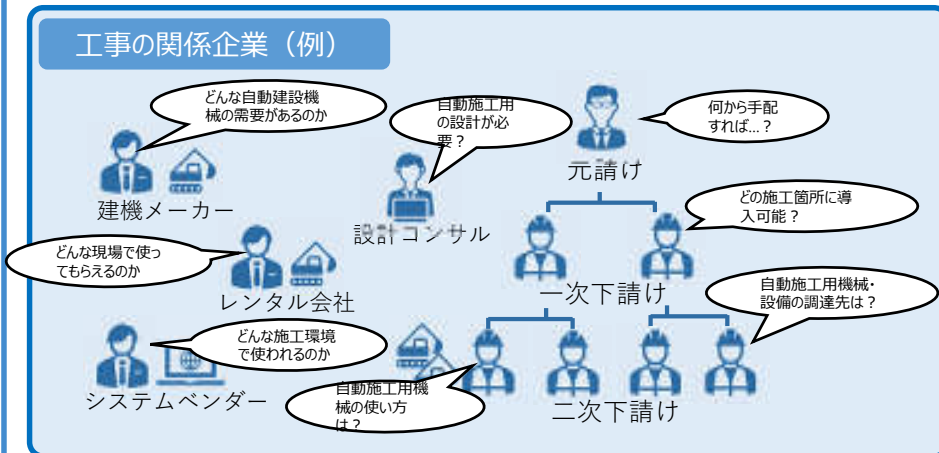 工事の関係企業（例）
どんな自動建設機
械の需要があるのか
建機メーカー
自動施工用
の設計が必
要？
設計コンサル
何から手配
すれば…？
元請け
どの施工箇所に導
入可能？
一次下請け
どんな現場で使っ
てもらえるのか
レンタル会社
自動施工用機械・
設備の調達先は？
どんな施工環境
で使われるのか
システムベンダー
自動施工用機
械の使い方
は？
二次下請け